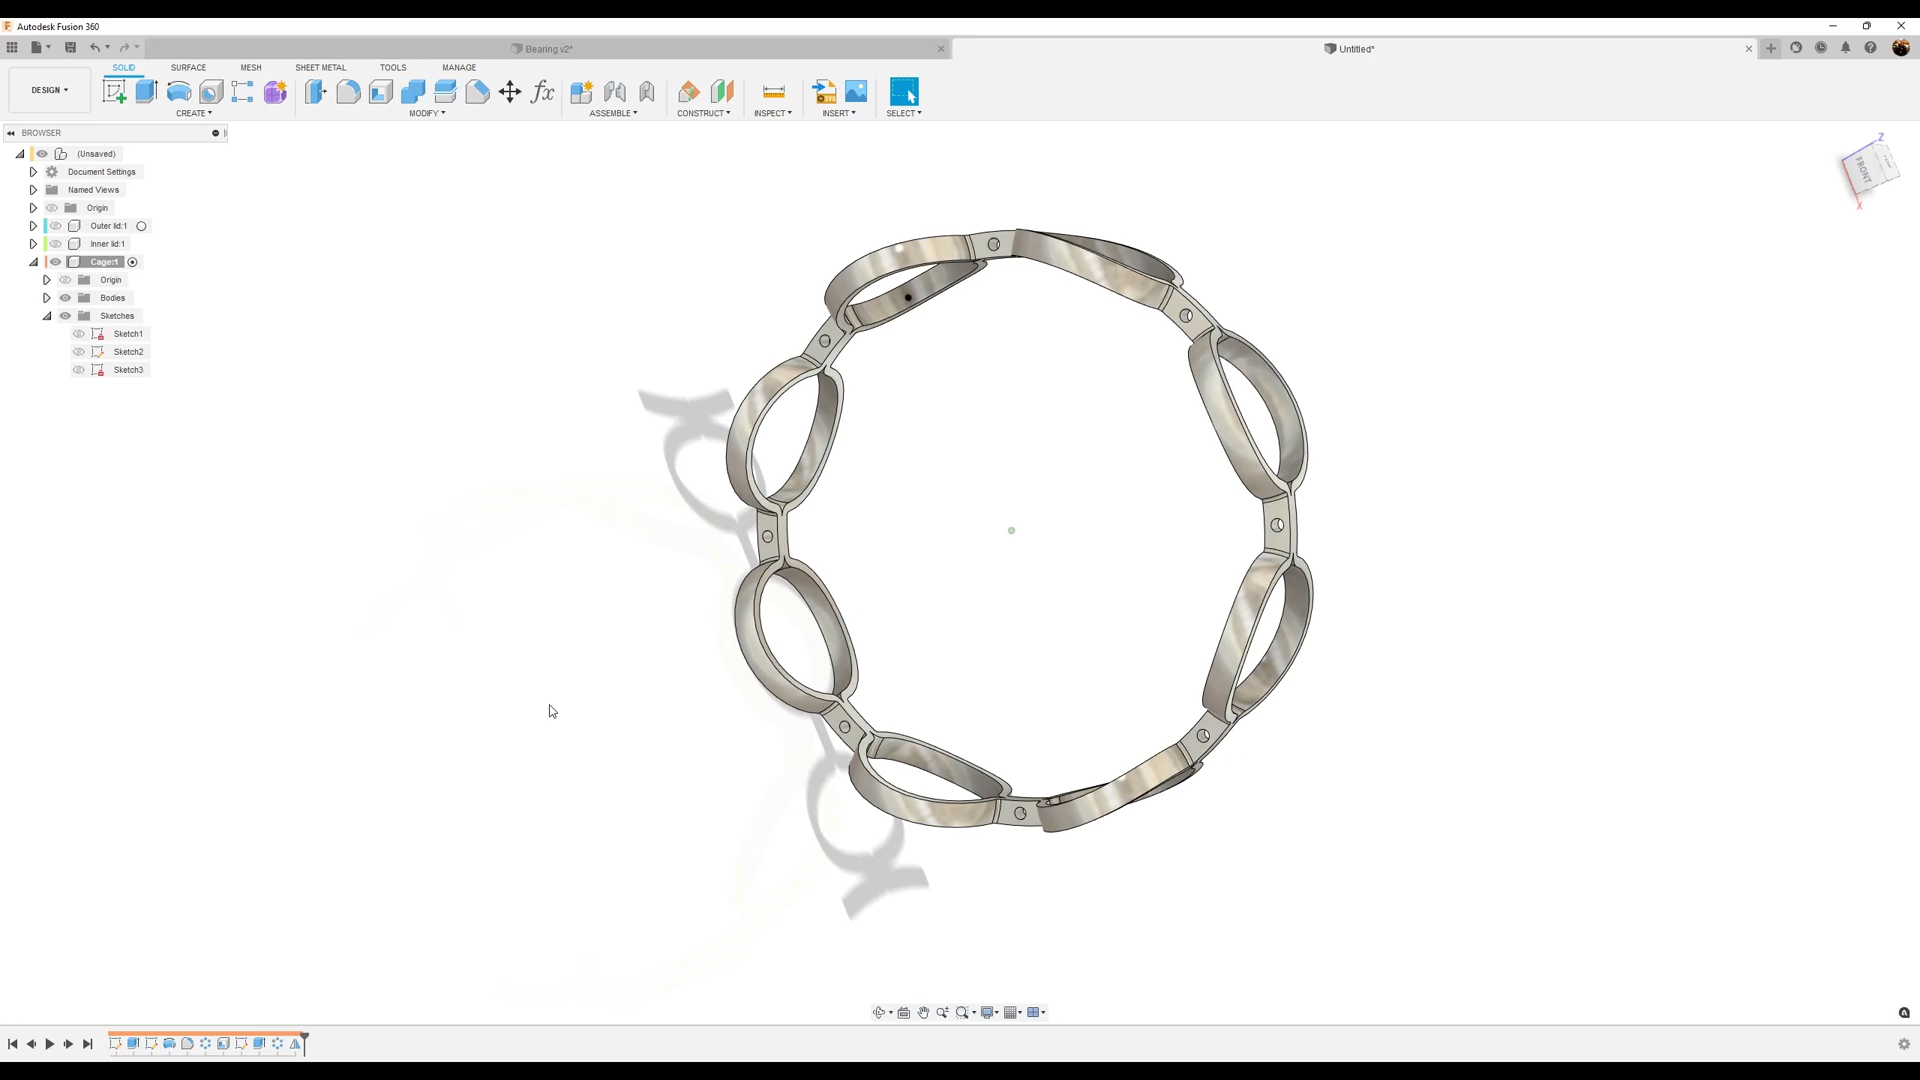 Autodesk Fusion 360
Bearing v2*
Untitled*
SOLID SURFACE MESH SHEET METAL TOOLS MANAGE
DESIGN
CREATE MODIFY ASSEMBLE CONSTRUCT INSPECT INSERT SELECT
BROWSER
(Unsaved)
Document Settings
Named Views
Origin
Outer lid:1
Inner lid:1
Cage:1
Origin
Bodies
Sketches
Sketch1
Sketch2
Sketch3
Z
FRONT
X